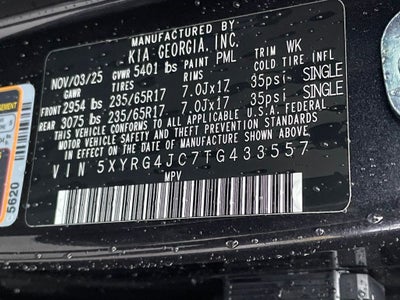 MANUFACTURED BY
KIA GEORGIA, INC.
NOV/03/25 GVWR 5401 lbs PAINT PML TRIM WK
GAWR TIRES RIMS COLD TIRE INFL
FRONT 2954 lbs 235/65R17 7.0Jx17 35psi SINGLE
REAR 3075 lbs 235/65R17 7.0Jx17 35psi SINGLE
THIS VEHICLE CONFORMS TO ALL APPLICABLE U.S.A. FEDERAL
MOTOR VEHICLE SAFETY AND THEFT PREVENTION STANDARDS
IN EFFECT ON THE DATE OF MANUFACTURE SHOWN ABOVE.
VIN 5XYRG4JC7TG433557
MPV
5620